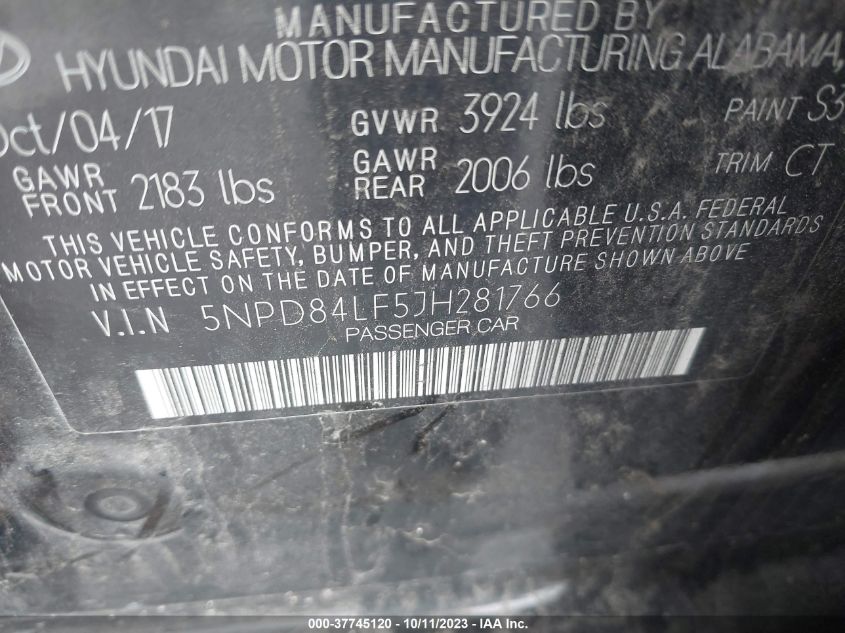 MANUFACTURED BY
HYUNDAI MOTOR MANUFACTURING ALABAMA,
Oct/04/17 GVWR 3924 lbs PAINT S3
GAWR FRONT 2183 lbs GAWR REAR 2006 lbs TRIM CT
THIS VEHICLE CONFORMS TO ALL APPLICABLE U.S.A. FEDERAL
MOTOR VEHICLE SAFETY, BUMPER, AND THEFT PREVENTION STANDARDS
IN EFFECT ON THE DATE OF MANUFACTURE SHOWN ABOVE
V.I.N 5NPD84LF5JH281766
PASSENGER CAR
000-37745120 - 10/11/2023 - IAA Inc.